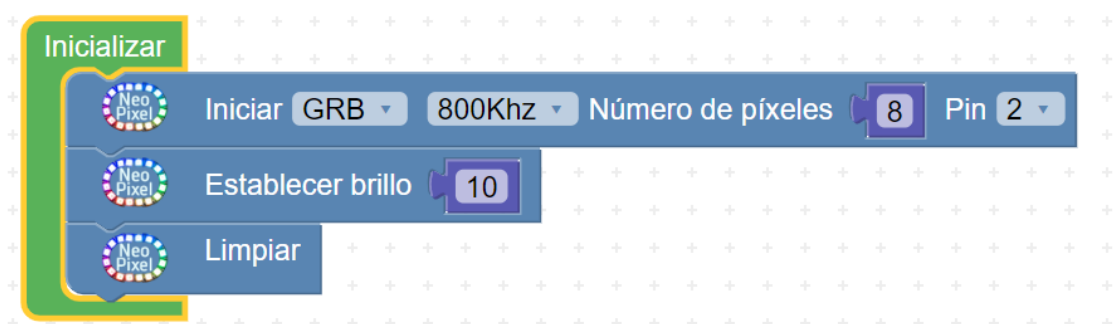 Inicializar
Neo Pixel Iniciar GRB 800Khz Número de píxeles 8 Pin 2
Neo Pixel Establecer brillo 10
Neo Pixel Limpiar